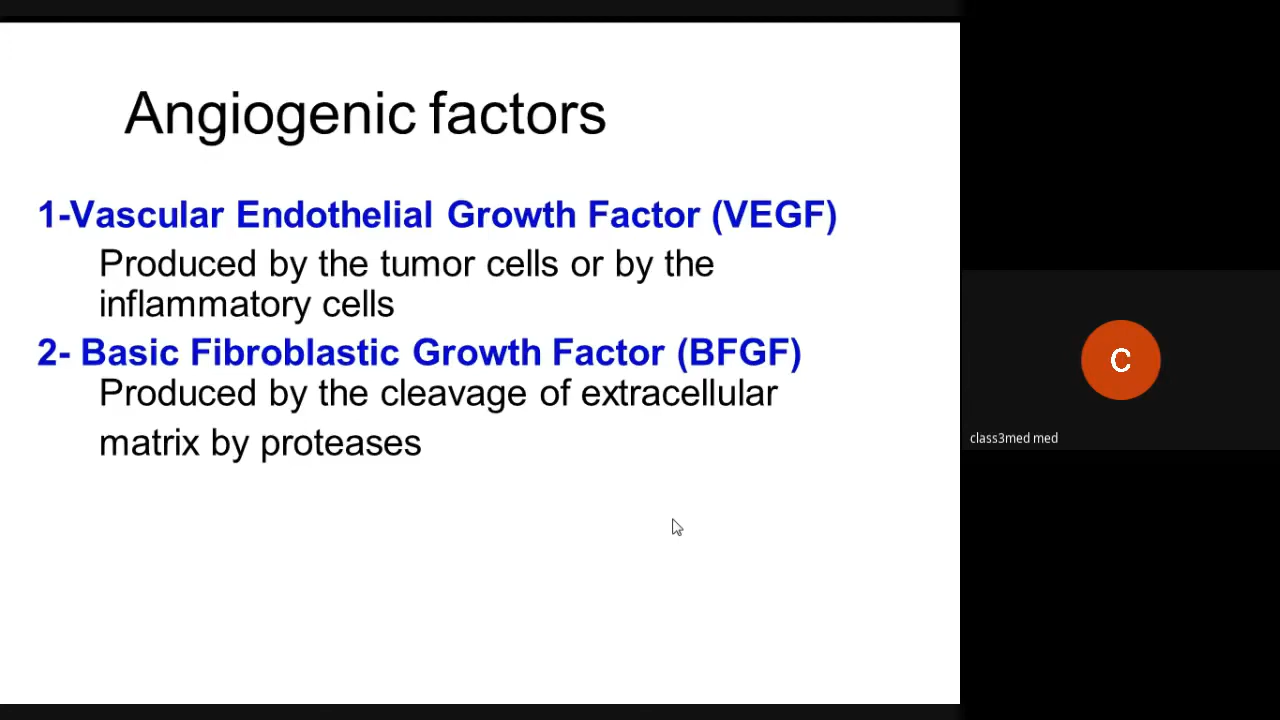 Angiogenic factors
1-Vascular Endothelial Growth Factor (VEGF)
Produced by the tumor cells or by the
inflammatory cells
2- Basic Fibroblastic Growth Factor (BFGF)
Produced by the cleavage of extracellular
matrix by proteases
C
class3med med